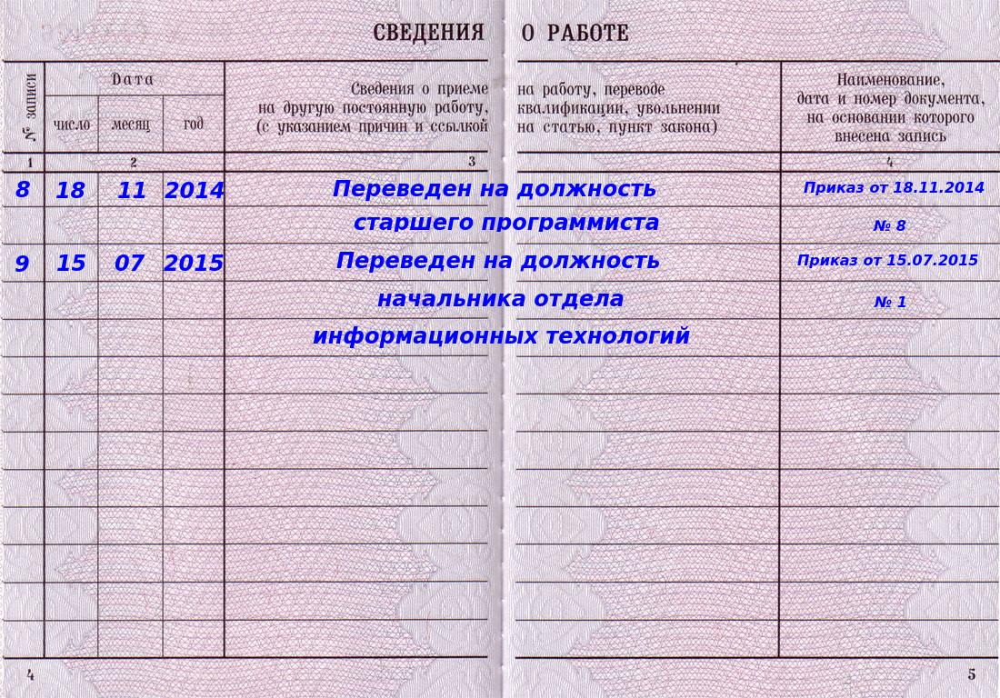 СВЕДЕНИЯ О РАБОТЕ
№ записи
Дата
число месяц год
Сведения о приеме на работу, переводе
на другую постоянную работу, квалификации, увольнении
(с указанием причин и ссылкой на статью, пункт закона)
Наименование,
дата и номер документа,
на основании которого
внесена запись
1 2 3 4
8 18 11 2014 Переведен на должность Приказ от 18.11.2014
старшего программиста № 8
9 15 07 2015 Переведен на должность Приказ от 15.07.2015
начальника отдела № 1
информационных технологий
4 5